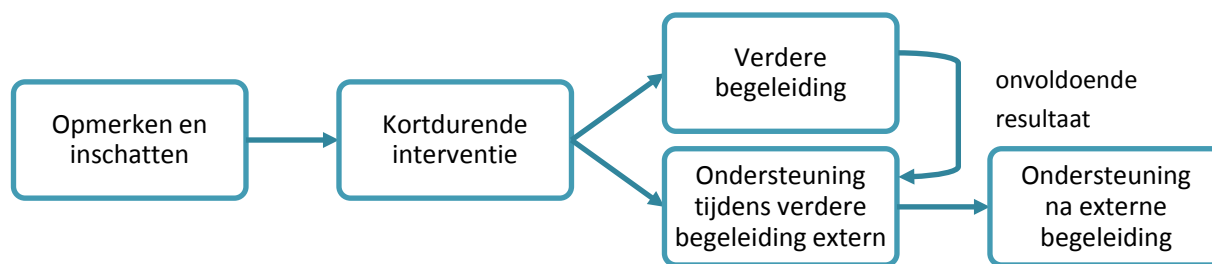 Opmerken en
inschatten
Kortdurende
interventie
Verdere
begeleiding
onvoldoende
resultaat
Ondersteuning
tijdens verdere
begeleiding extern
Ondersteuning
na externe
begeleiding